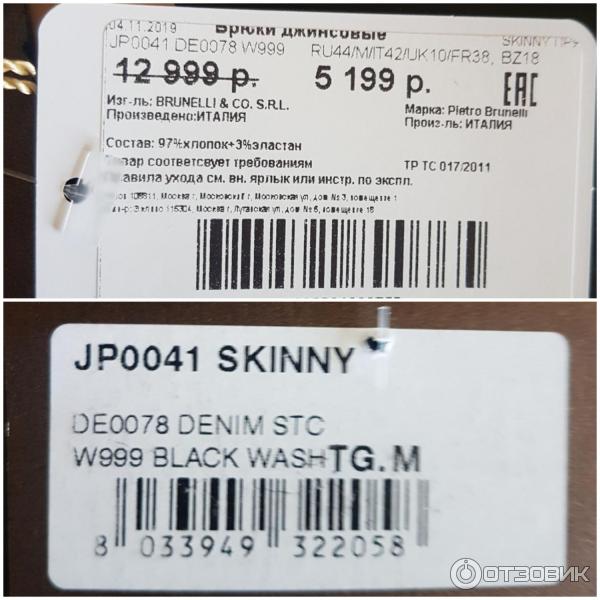 04.11.2019 Брюки джинсовые
JP0041 DE0078 W999 RU44/M/IT42/UK10/FR38, BZ18 SKINNY
12 999 р. 5 199 р. EAC
Изг-ль: BRUNELLI & CO. S.R.L. Марка: Pietro Brunelli
Произведено:ИТАЛИЯ Произ-ль: ИТАЛИЯ
Состав: 97%хлопок+3%эластан
Товар соответсвует требованиям ТР ТС 017/2011
Правила ухода см. вн. ярлык или инстр. по экспл.
Москва г, Московский г, Московская ул, дом № 3, помещение 1
115304, Москва г, Луганская ул, дом № 5, помещение 18
JP0041 SKINNY
DE0078 DENIM STC
W999 BLACK WASH TG.M
8 033949 322058
ОТЗОВИК